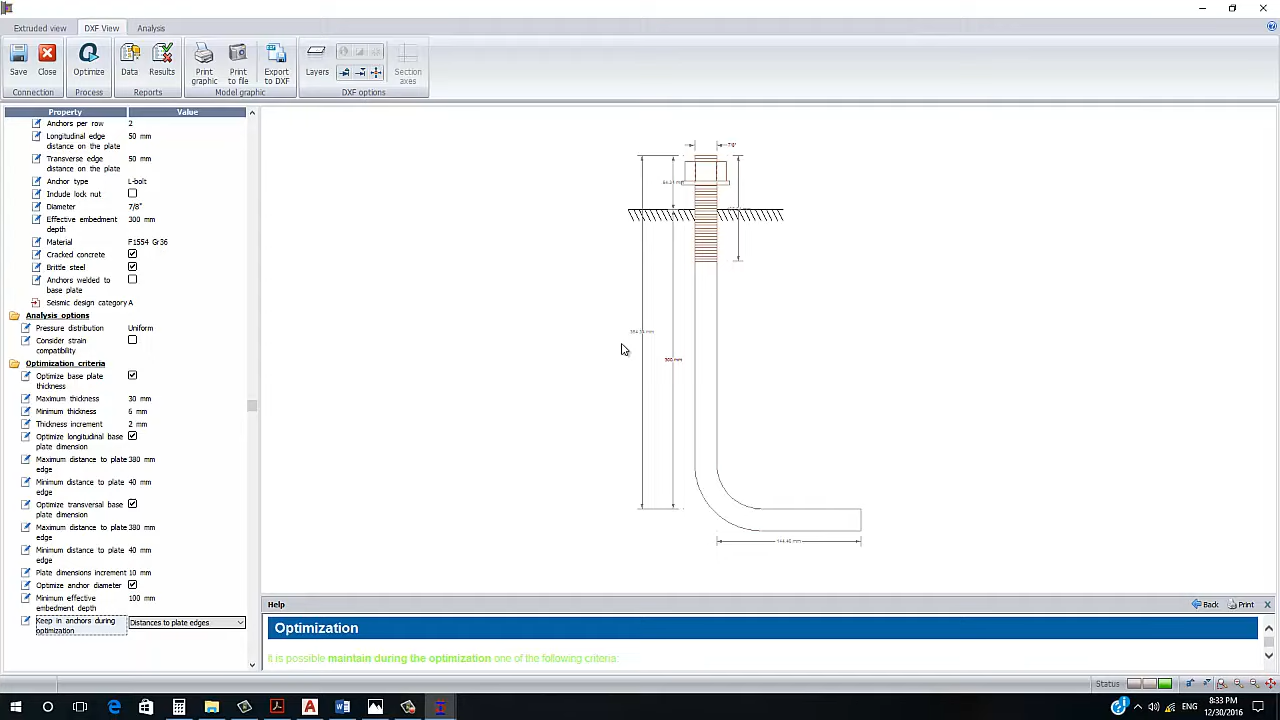 Extruded view DXF View Analysis
Save Close Optimize Data Results Print graphic Print to file Export to DXF Layers Section axes
Connection Process Reports Model graphic DXF options
Property Value
Anchors per row 2
Longitudinal edge distance on the plate 50 mm
Transverse edge distance on the plate 50 mm
Anchor type L-bolt
Include lock nut
Diameter 7/8"
Effective embedment depth 300 mm
Material F1554 Gr36
Cracked concrete
Brittle steel
Anchors welded to base plate
Seismic design category A
Analysis options
Pressure distribution Uniform
Consider strain compatibility
Optimization criteria
Optimize base plate thickness
Maximum thickness 30 mm
Minimum thickness 6 mm
Thickness increment 2 mm
Optimize longitudinal base plate dimension
Maximum distance to plate edge 380 mm
Minimum distance to plate edge 40 mm
Optimize transversal base plate dimension
Maximum distance to plate edge 380 mm
Minimum distance to plate edge 40 mm
Plate dimensions increment 10 mm
Optimize anchor diameter
Minimum effective embedment depth 100 mm
Keep in anchors during optimization Distances to plate edges
300 mm
Help Back Print X
Optimization
It is possible maintain during the optimization one of the following criteria:
Status
8:33 PM
12/30/2016